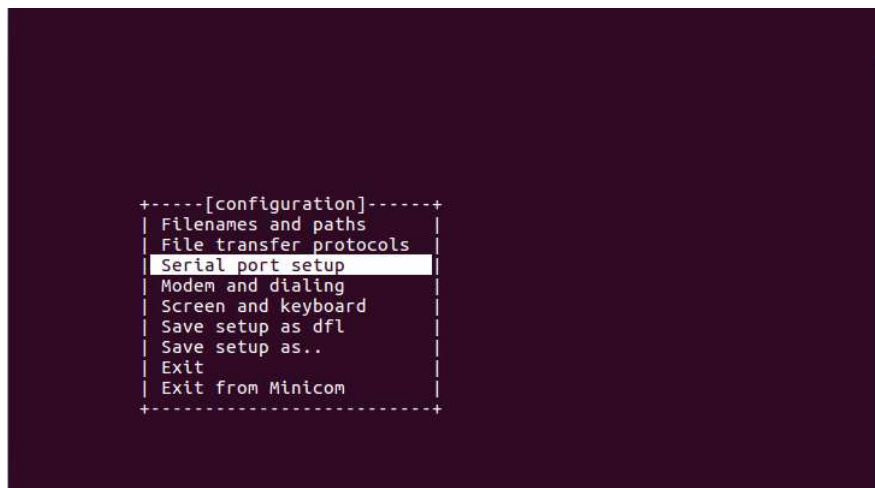 +-----[configuration]------+
| Filenames and paths      |
| File transfer protocols  |
| Serial port setup        |
| Modem and dialing        |
| Screen and keyboard      |
| Save setup as dfl        |
| Save setup as..          |
| Exit                     |
| Exit from Minicom        |
+--------------------------+